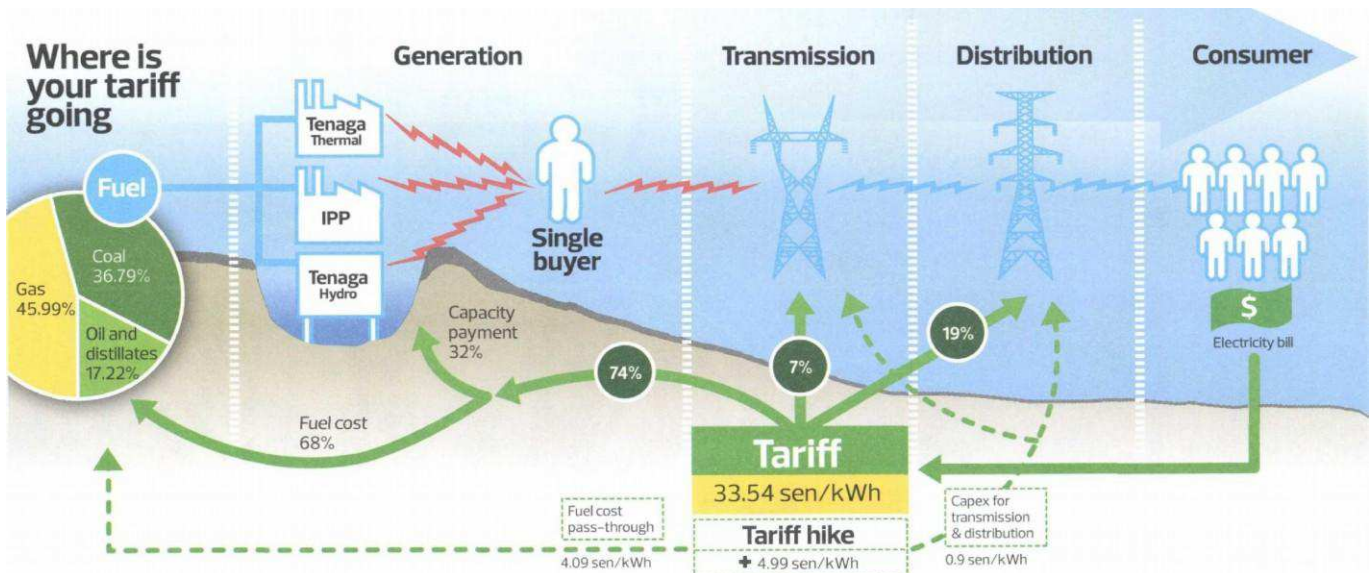 Where is
your tariff
going
Generation
Transmission
Distribution
Consumer
Fuel
Coal
36.79%
Gas
45.99%
Oil and
distillates
17.22%
Tenaga
Thermal
IPP
Tenaga
Hydro
Single
buyer
Capacity
payment
32%
Fuel cost
68%
74%
7%
19%
$
Electricity bill
Tariff
33.54 sen/kWh
Tariff hike
+ 4.99 sen/kWh
Fuel cost
pass-through
4.09 sen/kWh
Capex for
transmission
& distribution
0.9 sen/kWh